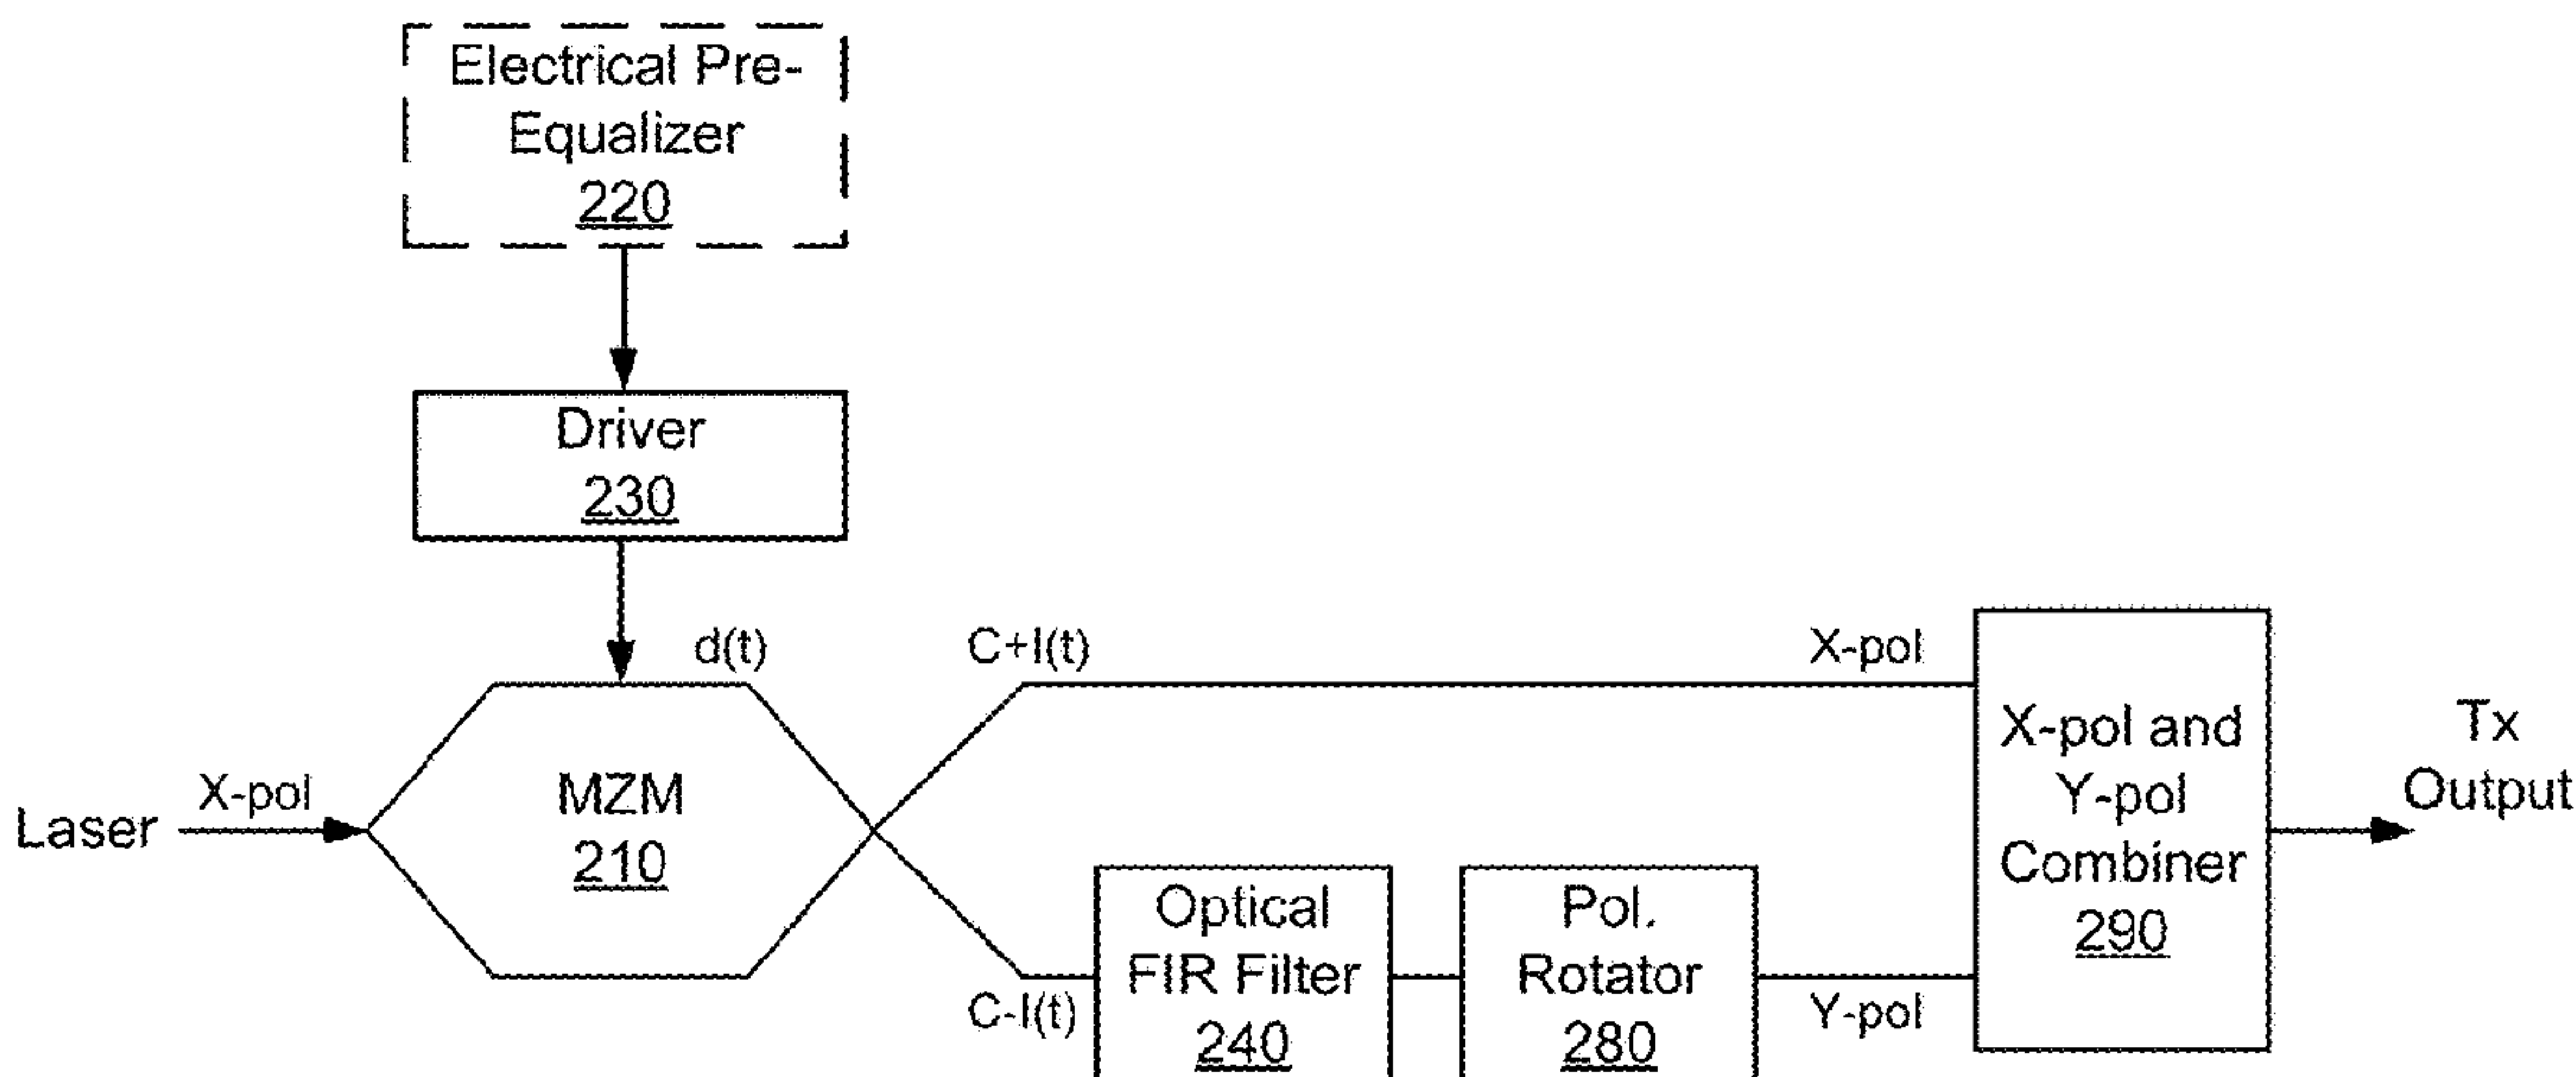 Electrical Pre-
Equalizer
220
Driver
230
d(t)
C+I(t)
X-pol
Laser
X-pol
MZM
210
C-I(t)
Optical
FIR Filter
240
Pol.
Rotator
280
Y-pol
X-pol and
Y-pol
Combiner
290
Tx
Output